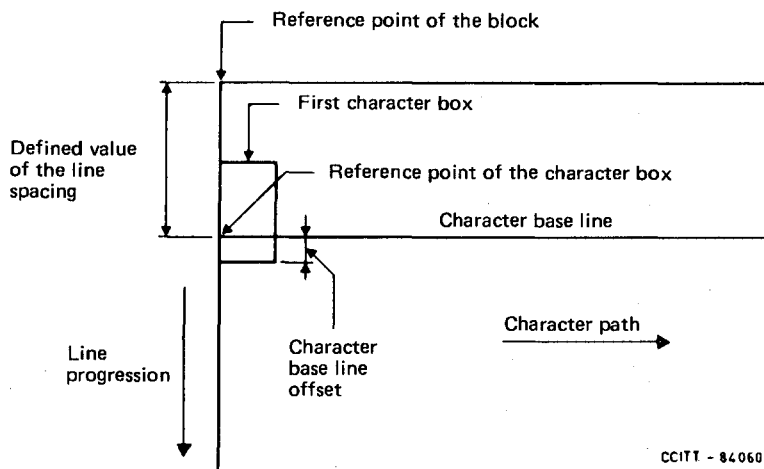 Reference point of the block
First character box
Defined value
of the line
spacing
Reference point of the character box
Character base line
Character path
Line
progression
Character
base line
offset
CCITT - 84060